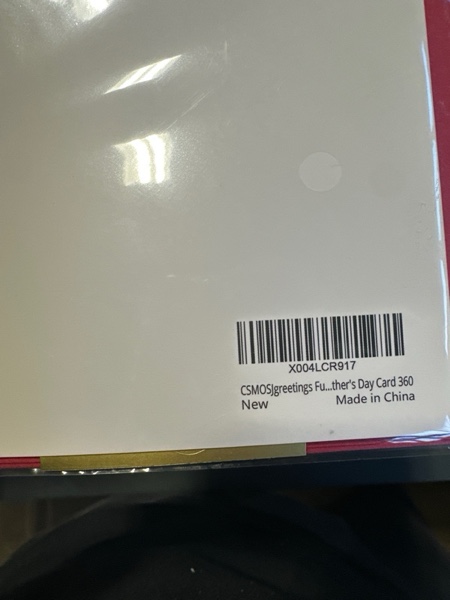 X004LCR917
CSMOSJgreetings Fu...ther's Day Card 360
New
Made in China